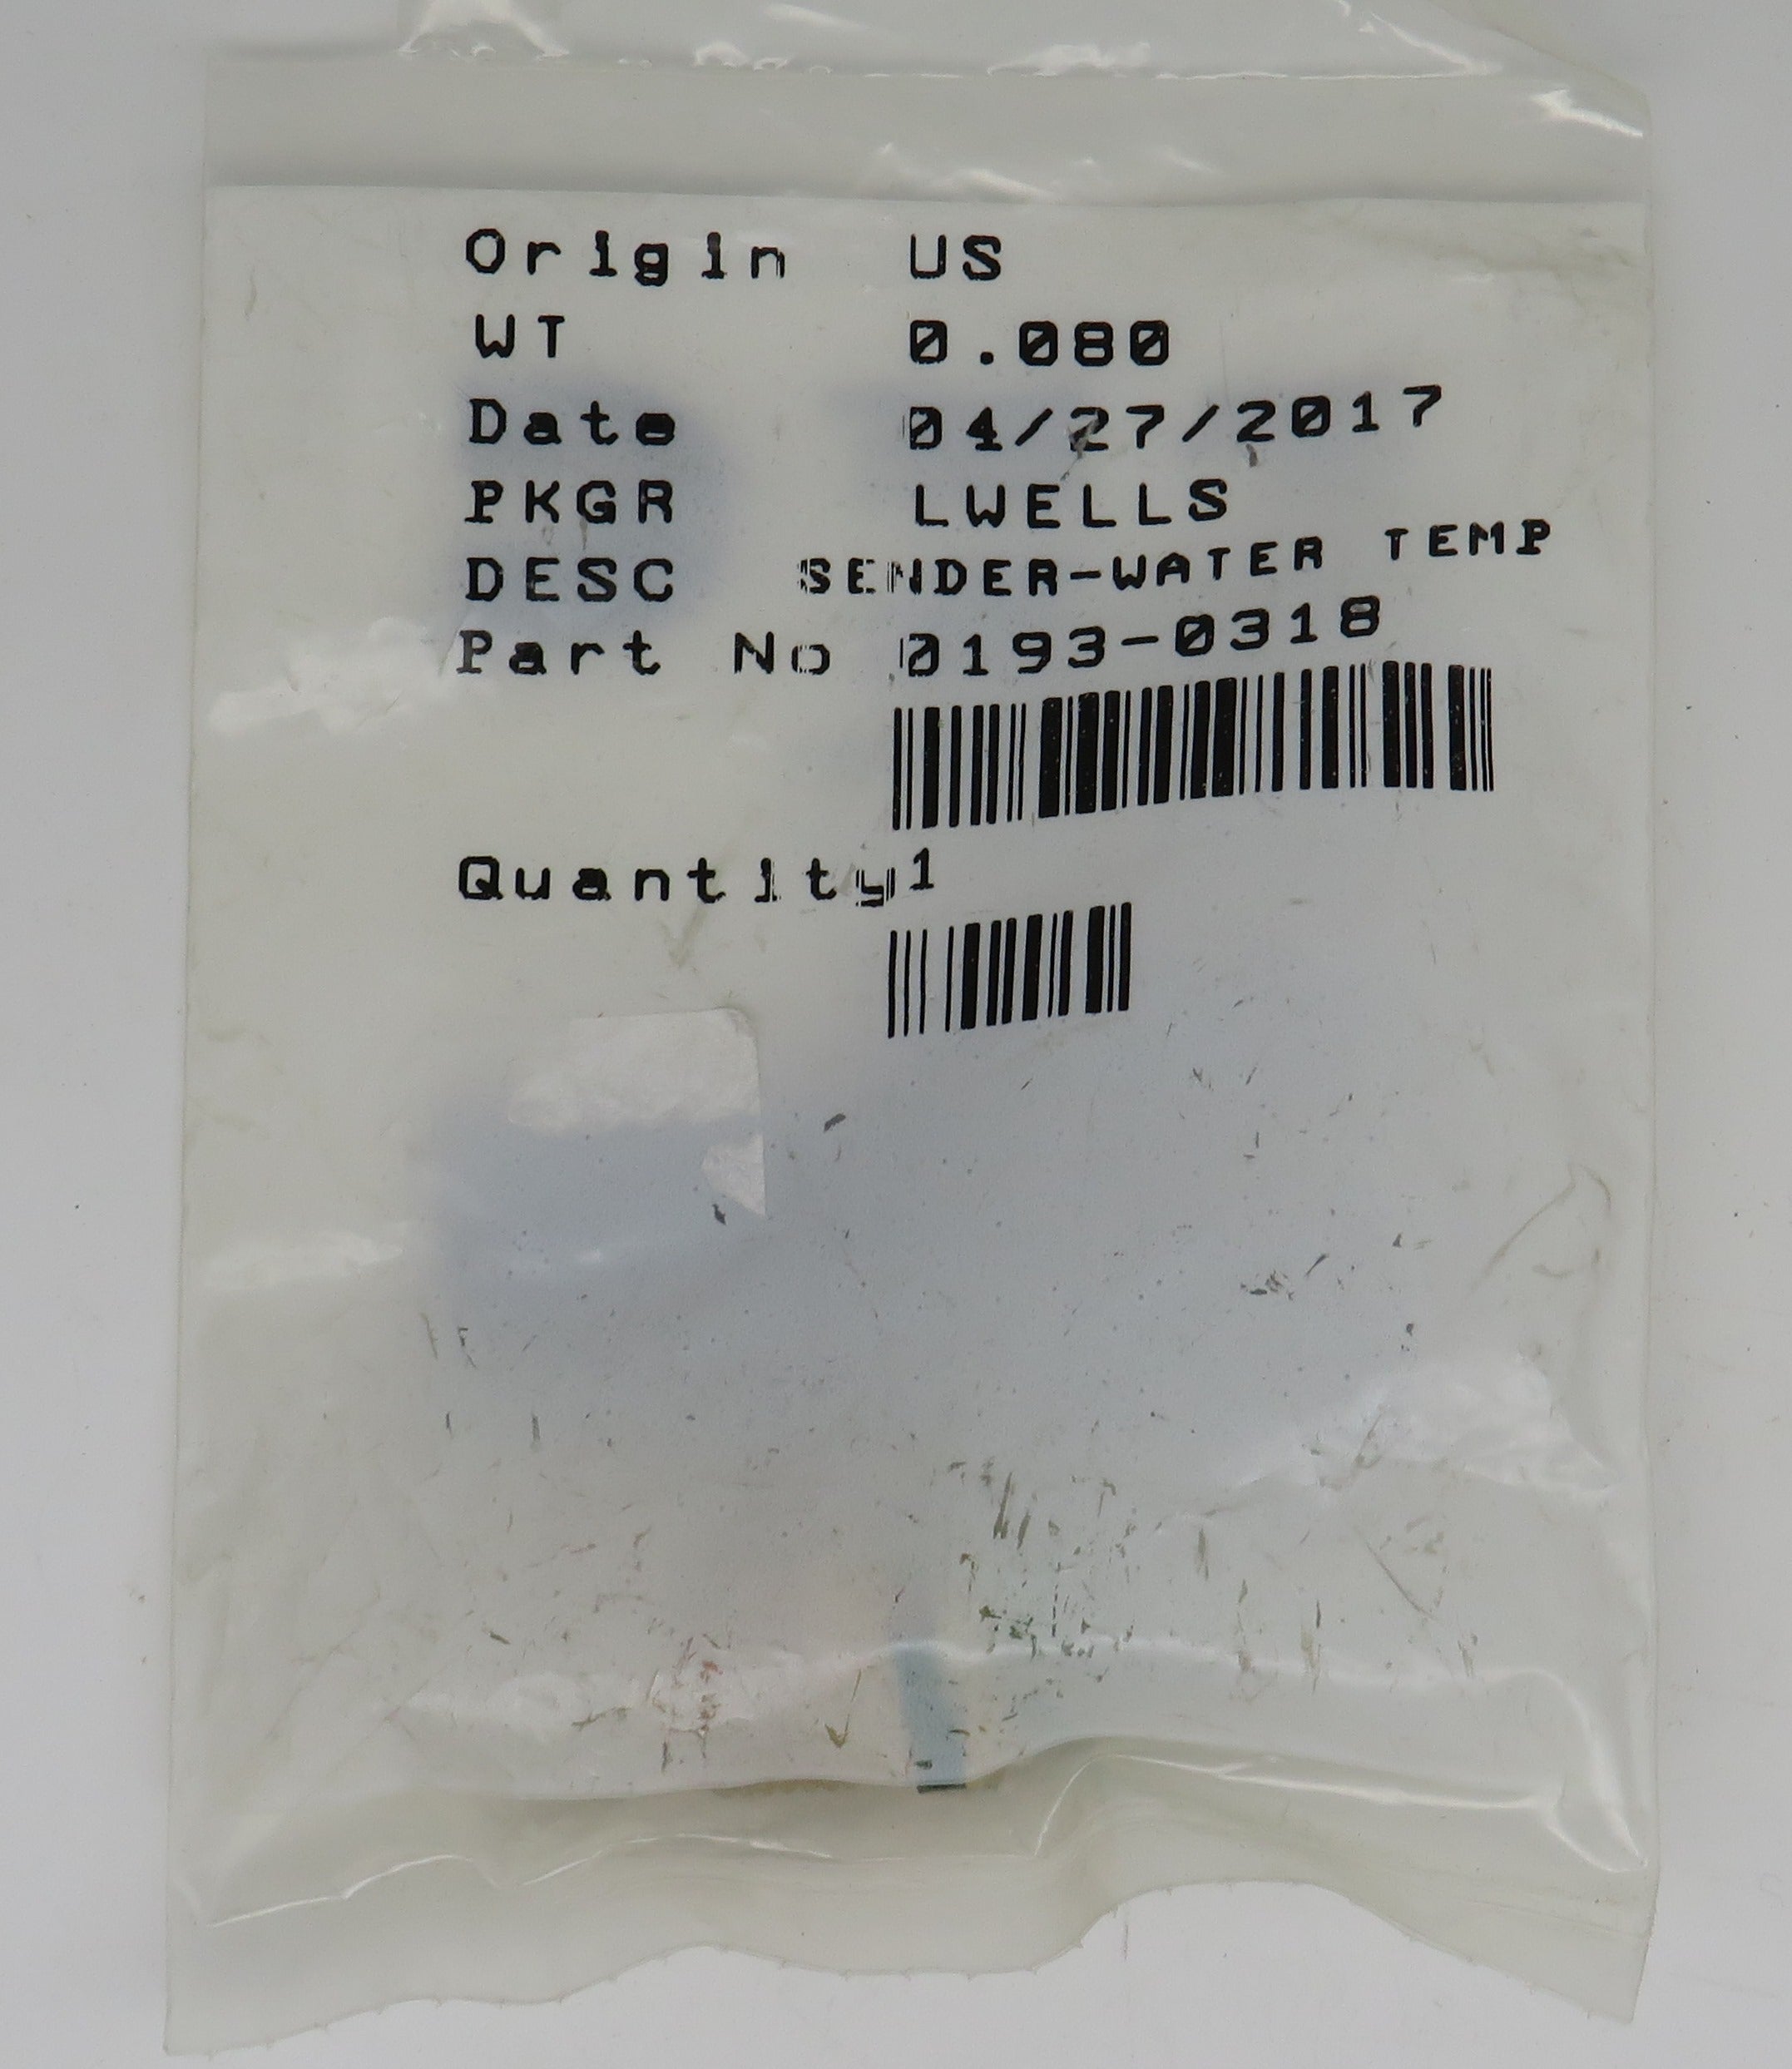 Origin US
WT 0.080
Date 04/27/2017
PKGR LWELLS
DESC SENDER-WATER TEMP
Part No 0193-0318
Quantity 1